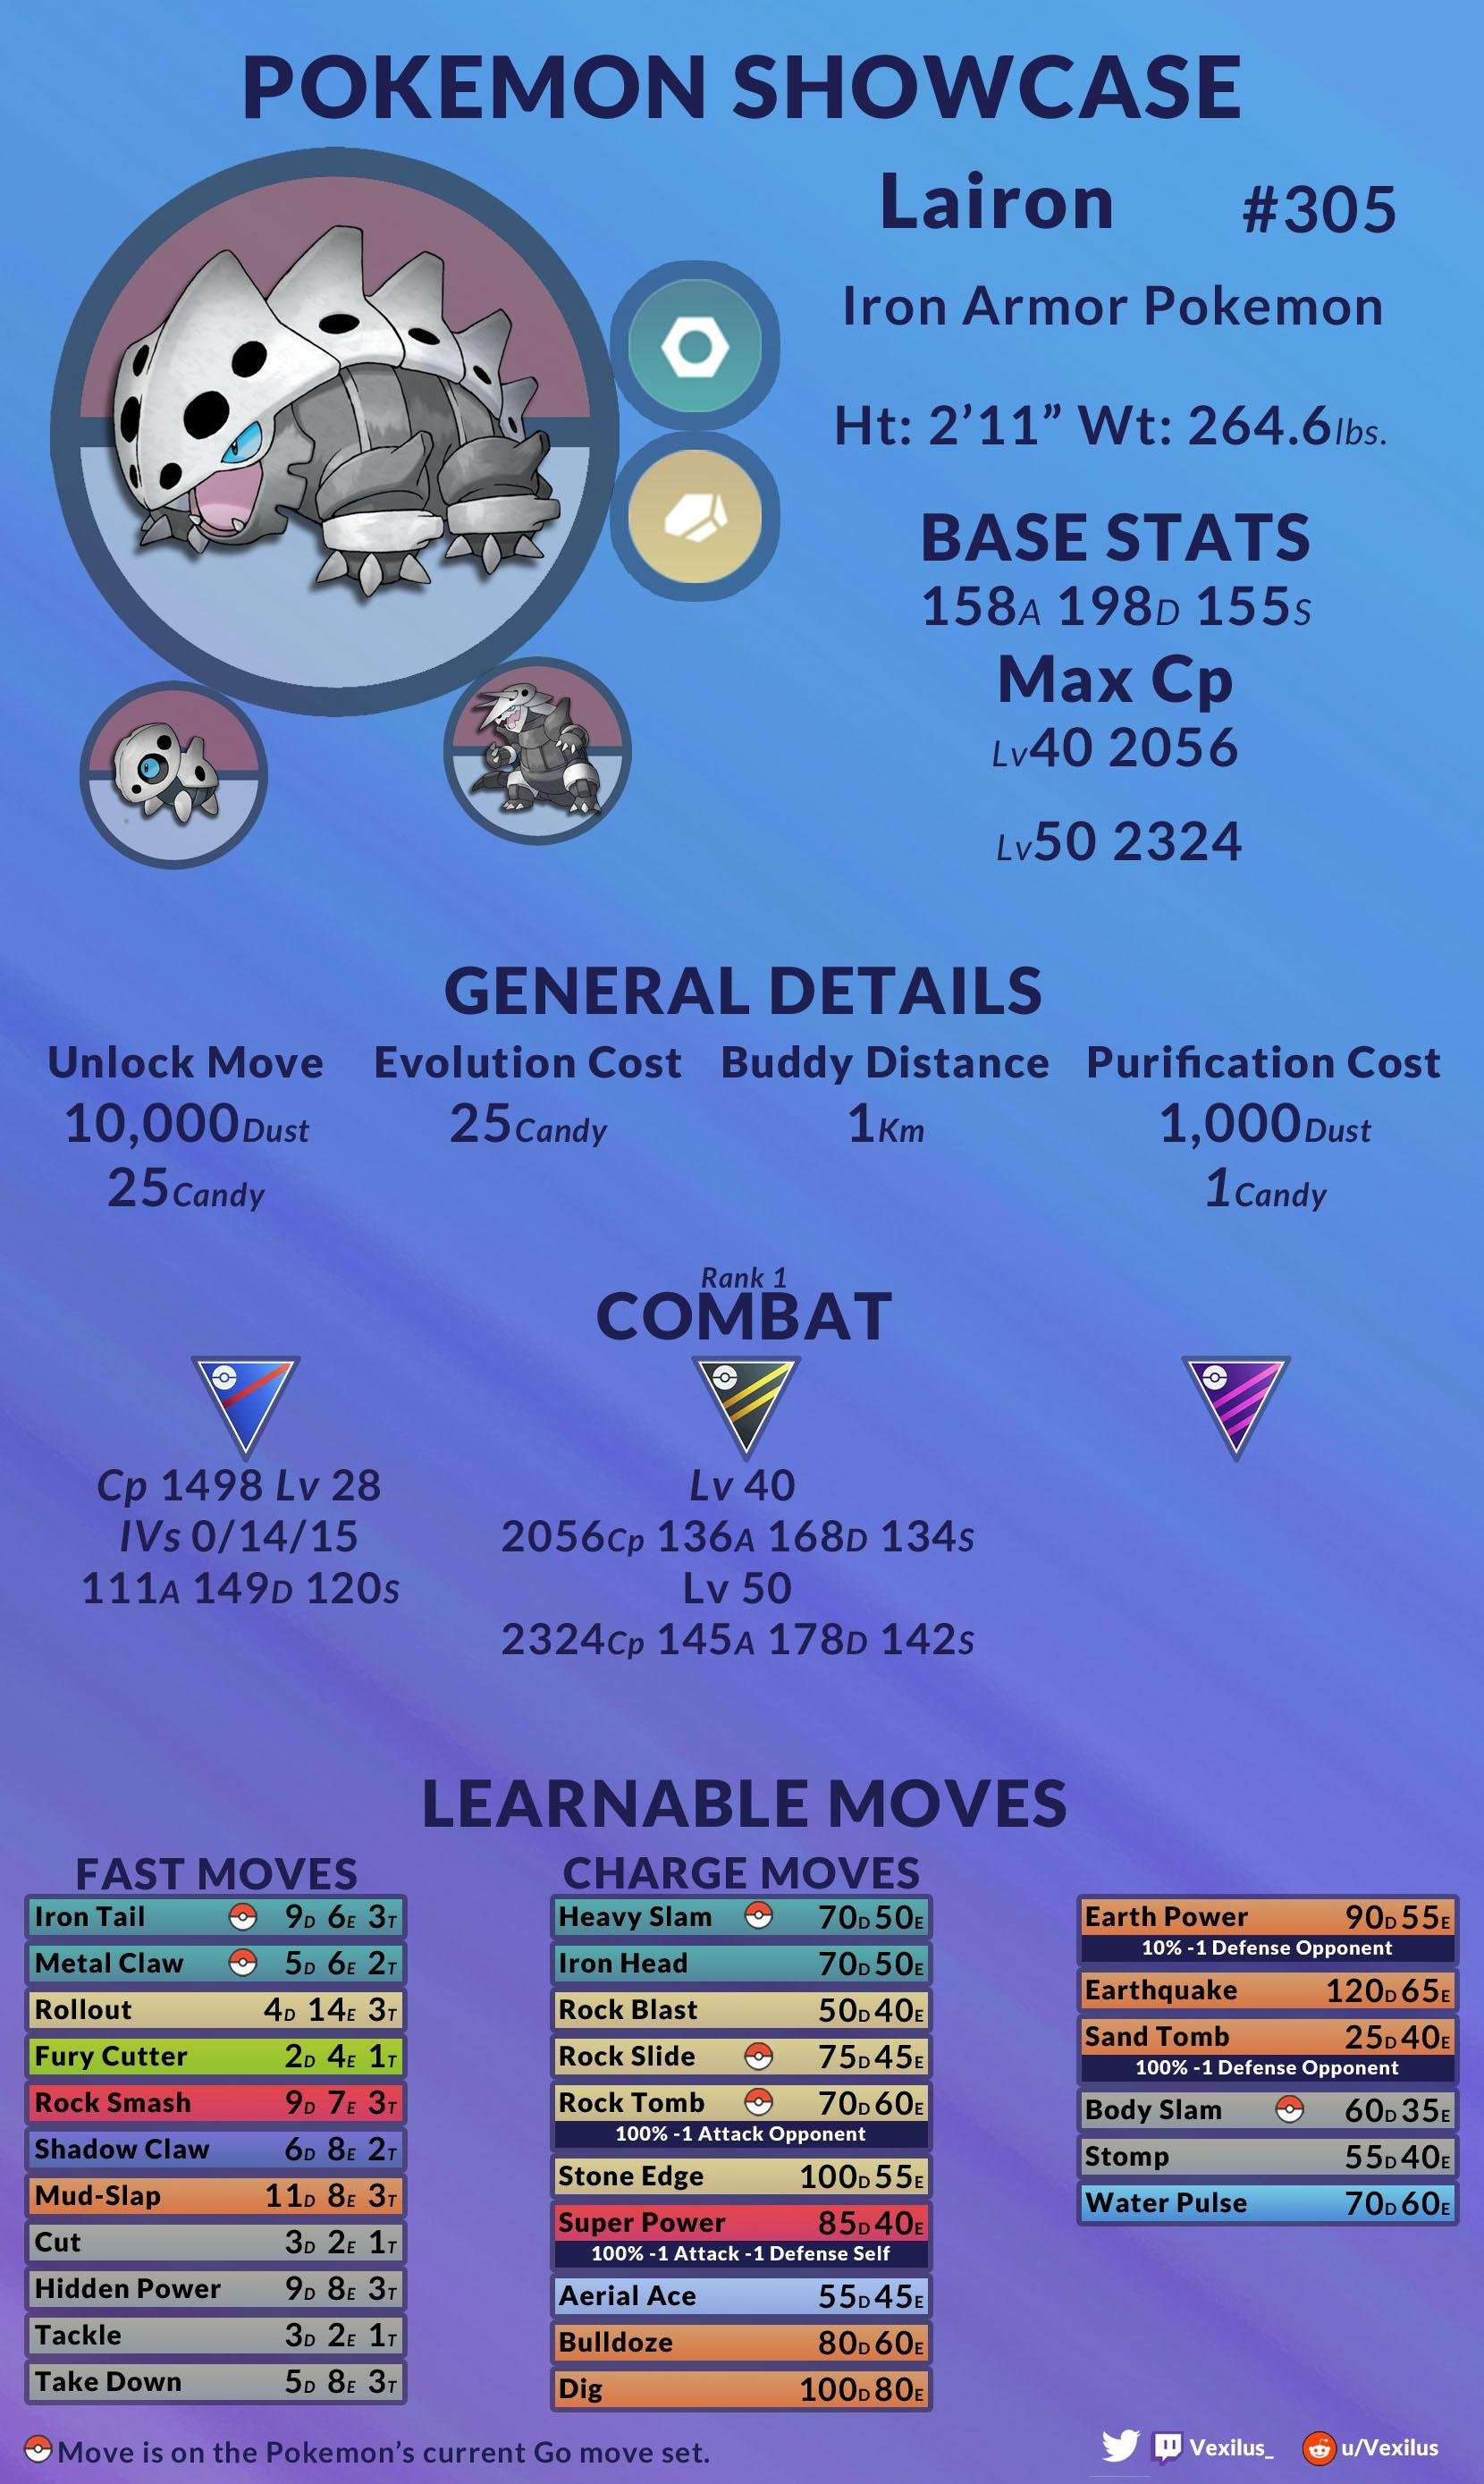 POKEMON SHOWCASE
Lairon #305
Iron Armor Pokemon
Ht: 2’11” Wt: 264.6lbs.
BASE STATS
158A 198D 155S
Max Cp
Lv40 2056
Lv50 2324
GENERAL DETAILS
Unlock Move Evolution Cost Buddy Distance Purification Cost
10,000Dust 25Candy 1Km 1,000Dust
25Candy 1Candy
Rank 1
COMBAT
Cp 1498 Lv 28
IVs 0/14/15
111A 149D 120S
Lv 40
2056Cp 136A 168D 134S
Lv 50
2324Cp 145A 178D 142S
LEARNABLE MOVES
FAST MOVES
Iron Tail 9D 6E 3T
Metal Claw 5D 6E 2T
Rollout 4D 14E 3T
Fury Cutter 2D 4E 1T
Rock Smash 9D 7E 3T
Shadow Claw 6D 8E 2T
Mud-Slap 11D 8E 3T
Cut 3D 2E 1T
Hidden Power 9D 8E 3T
Tackle 3D 2E 1T
Take Down 5D 8E 3T
CHARGE MOVES
Heavy Slam 70D 50E
Iron Head 70D 50E
Rock Blast 50D 40E
Rock Slide 75D 45E
Rock Tomb 70D 60E
100% -1 Attack Opponent
Stone Edge 100D 55E
Super Power 85D 40E
100% -1 Attack -1 Defense Self
Aerial Ace 55D 45E
Bulldoze 80D 60E
Dig 100D 80E
Earth Power 90D 55E
10% -1 Defense Opponent
Earthquake 120D 65E
Sand Tomb 25D 40E
100% -1 Defense Opponent
Body Slam 60D 35E
Stomp 55D 40E
Water Pulse 70D 60E
Move is on the Pokemon’s current Go move set.
Vexilus_ u/Vexilus